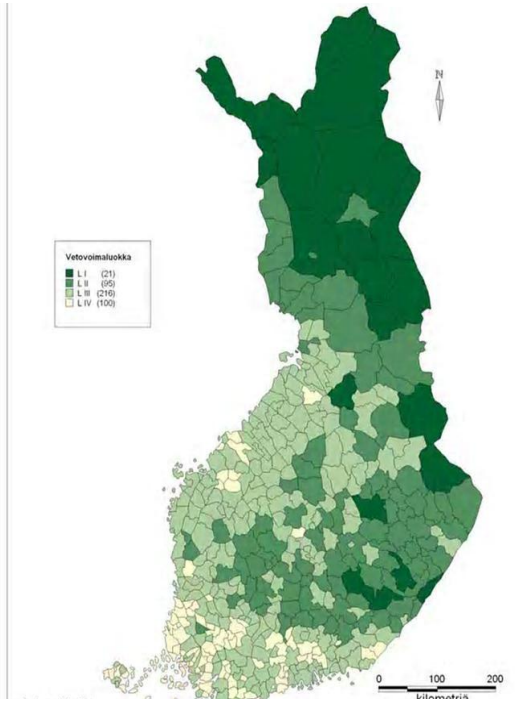 N
Vetovoimaluokka
L I (21)
L II (95)
L III (216)
L IV (100)
0 100 200
kilometriä